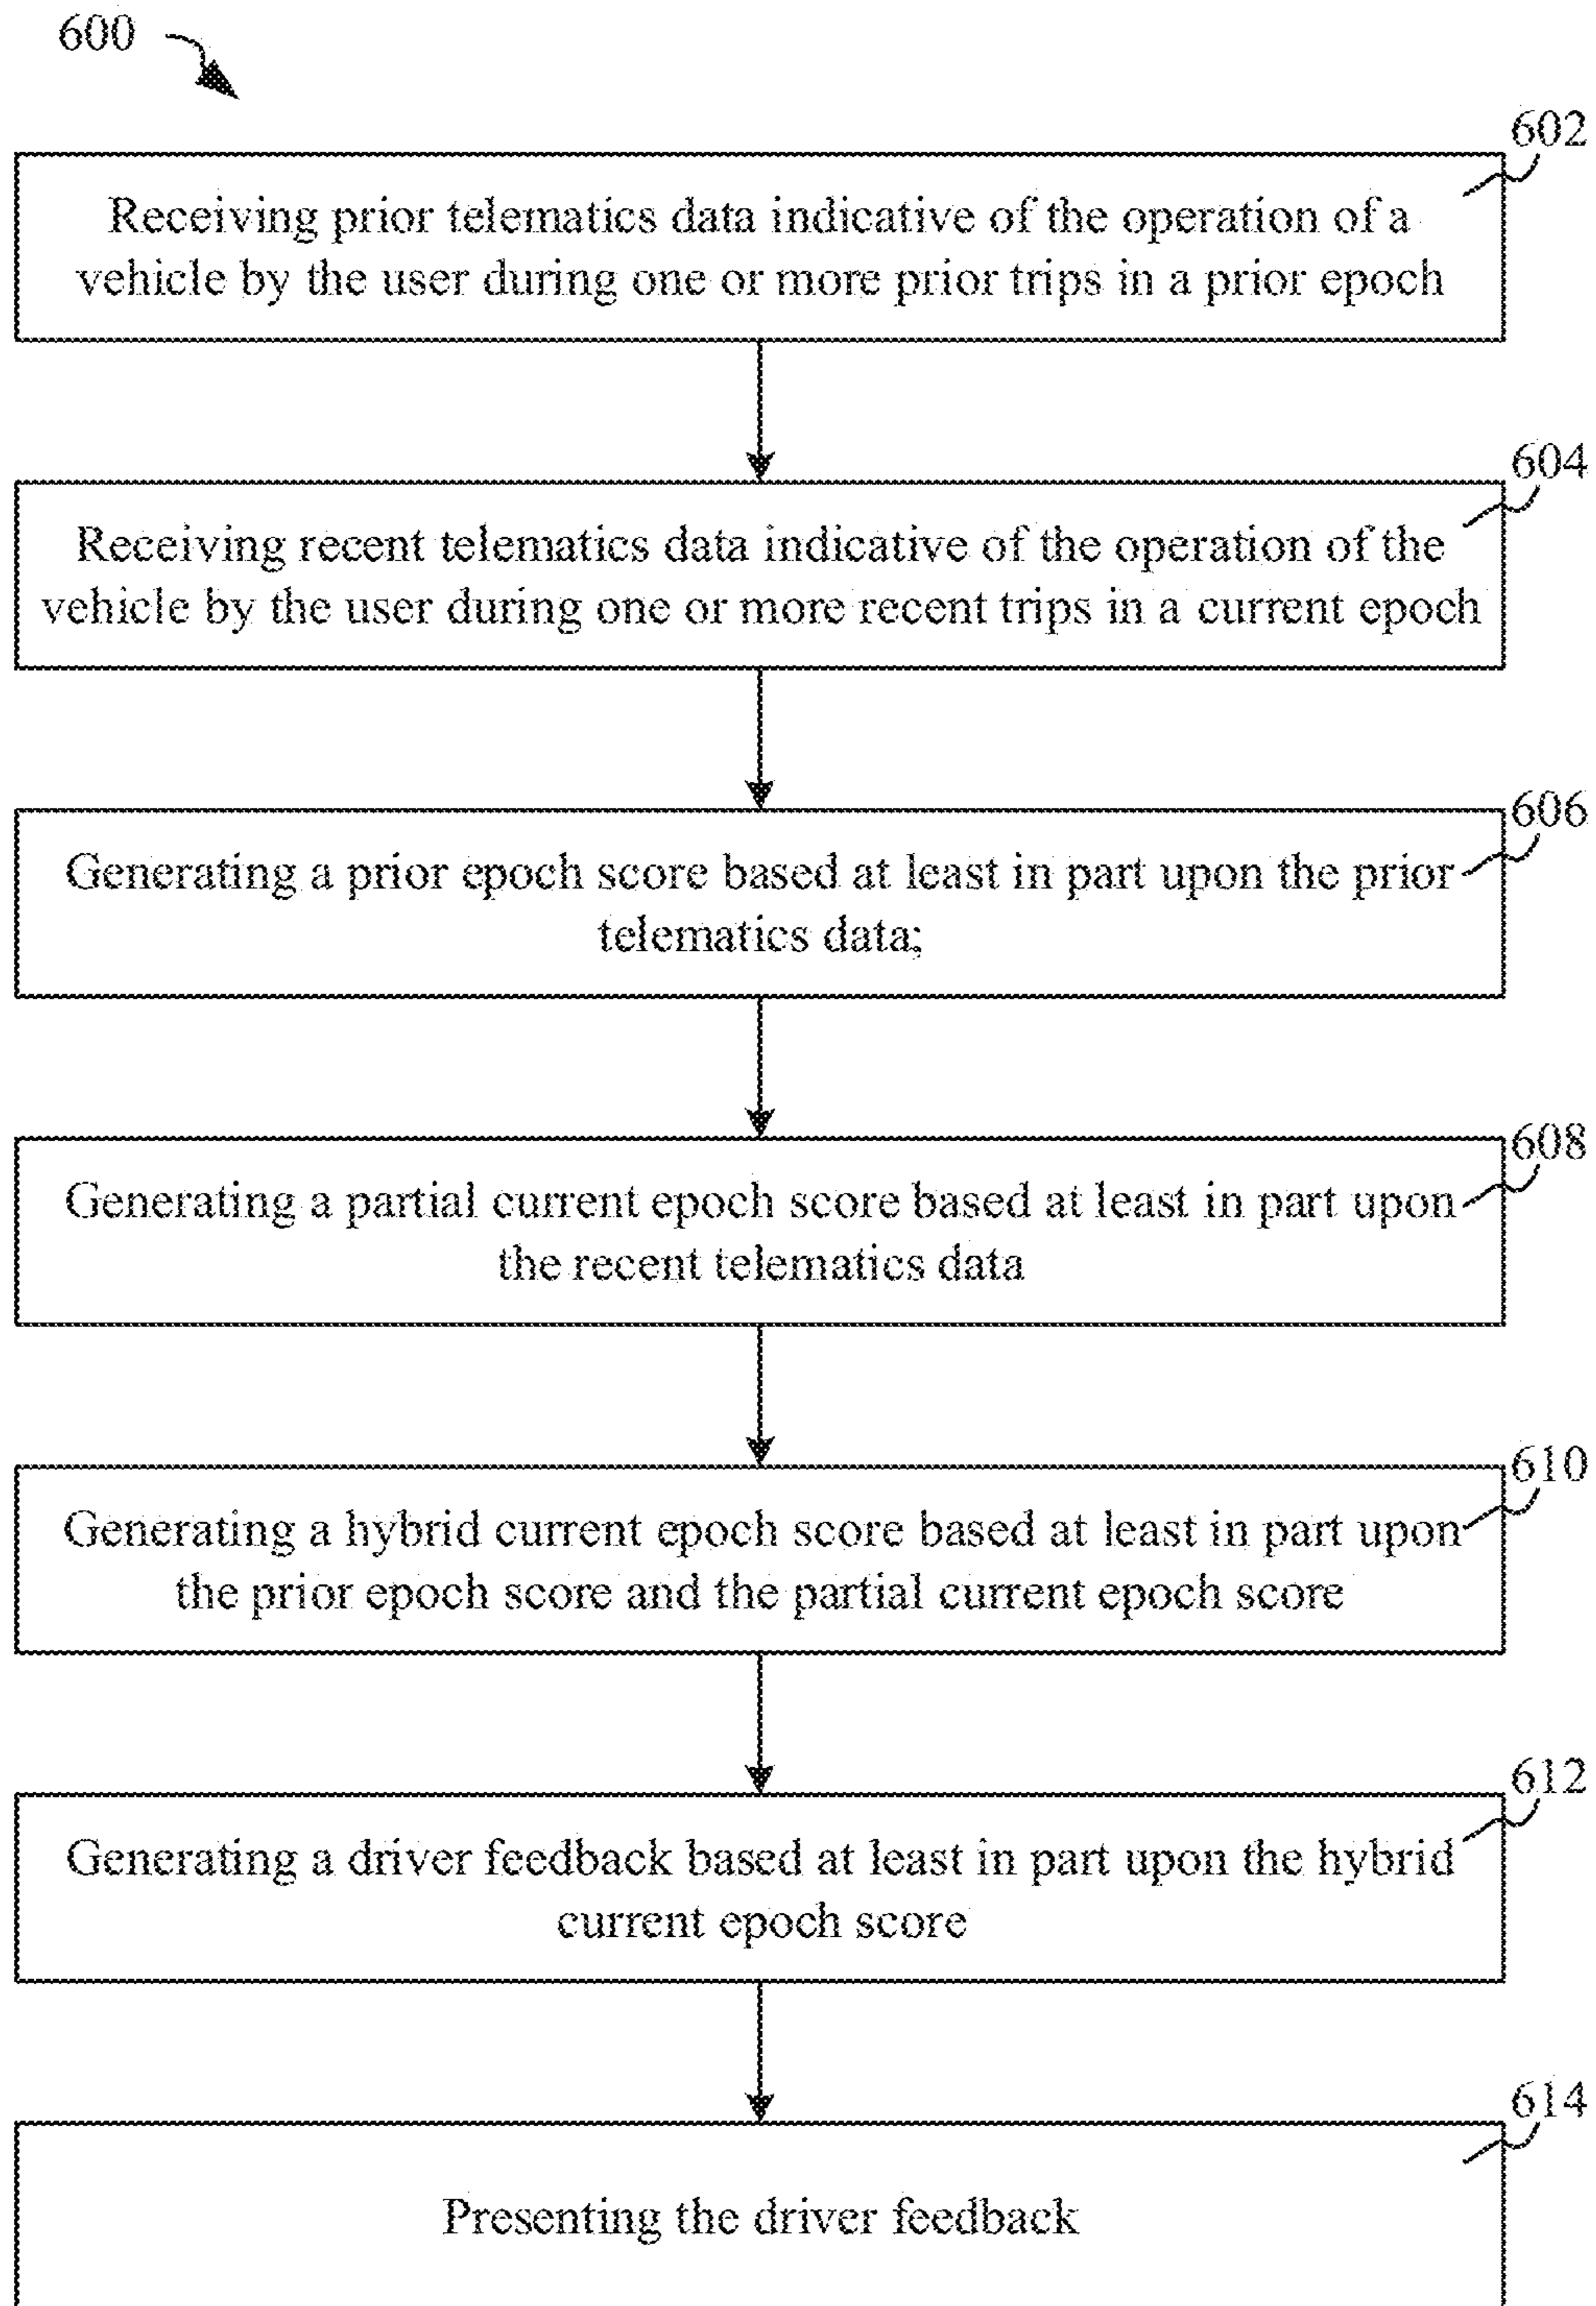 600
602
Receiving prior telematics data indicative of the operation of a
vehicle by the user during one or more prior trips in a prior epoch
604
Receiving recent telematics data indicative of the operation of the
vehicle by the user during one or more recent trips in a current epoch
606
Generating a prior epoch score based at least in part upon the prior
telematics data;
608
Generating a partial current epoch score based at least in part upon
the recent telematics data
610
Generating a hybrid current epoch score based at least in part upon
the prior epoch score and the partial current epoch score
612
Generating a driver feedback based at least in part upon the hybrid
current epoch score
614
Presenting the driver feedback